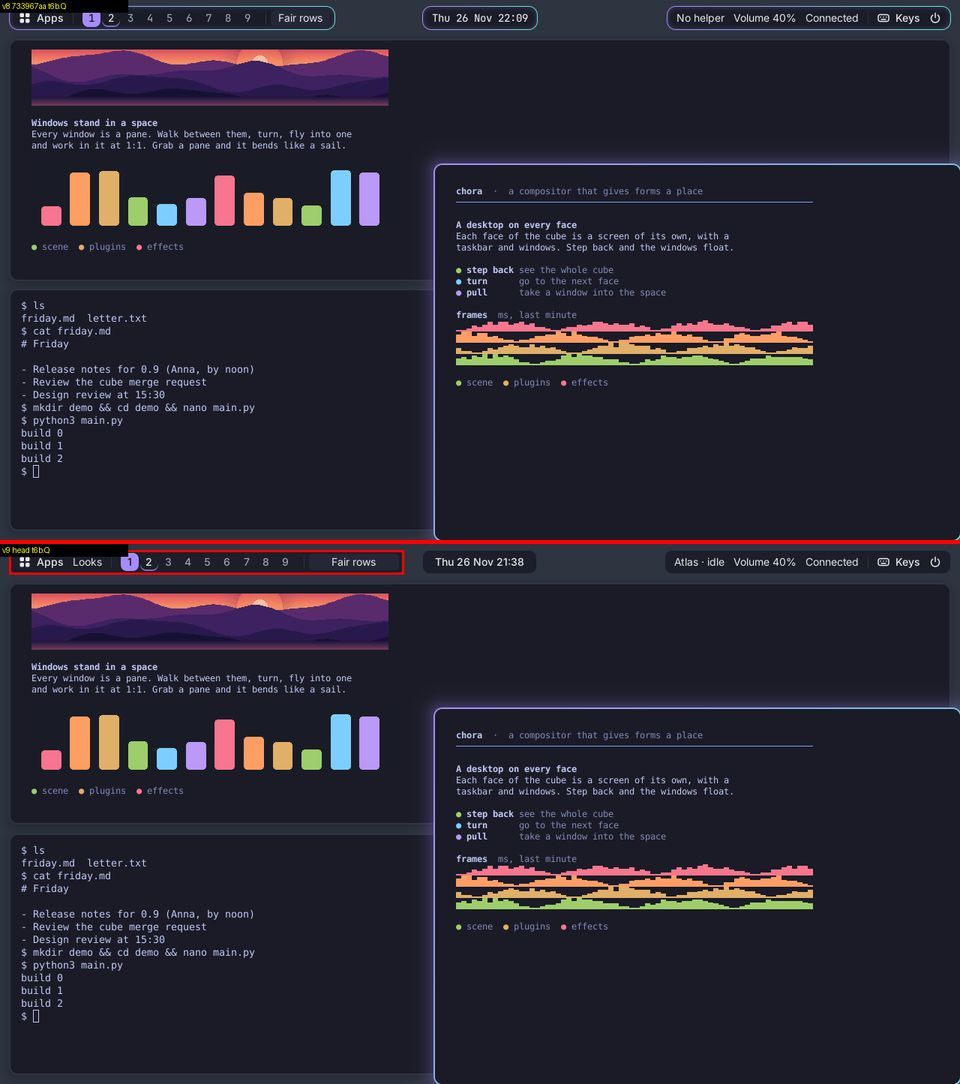 v8 733967aa t6b.Q
Apps 1 2 3 4 5 6 7 8 9 Fair rows
Thu 26 Nov 22:09
No helper Volume 40% Connected Keys
Windows stand in a space
Every window is a pane. Walk between them, turn, fly into one
and work in it at 1:1. Grab a pane and it bends like a sail.
scene plugins effects
$ ls
friday.md letter.txt
$ cat friday.md
# Friday
- Release notes for 0.9 (Anna, by noon)
- Review the cube merge request
- Design review at 15:30
$ mkdir demo && cd demo && nano main.py
$ python3 main.py
build 0
build 1
build 2
$
chora · a compositor that gives forms a place
A desktop on every face
Each face of the cube is a screen of its own, with a
taskbar and windows. Step back and the windows float.
step back see the whole cube
turn go to the next face
pull take a window into the space
frames ms, last minute
scene plugins effects
v9 head t6b.Q
Apps Looks 1 2 3 4 5 6 7 8 9 Fair rows
Thu 26 Nov 21:38
Atlas · idle Volume 40% Connected Keys
Windows stand in a space
Every window is a pane. Walk between them, turn, fly into one
and work in it at 1:1. Grab a pane and it bends like a sail.
scene plugins effects
$ ls
friday.md letter.txt
$ cat friday.md
# Friday
- Release notes for 0.9 (Anna, by noon)
- Review the cube merge request
- Design review at 15:30
$ mkdir demo && cd demo && nano main.py
$ python3 main.py
build 0
build 1
build 2
$
chora · a compositor that gives forms a place
A desktop on every face
Each face of the cube is a screen of its own, with a
taskbar and windows. Step back and the windows float.
step back see the whole cube
turn go to the next face
pull take a window into the space
frames ms, last minute
scene plugins effects